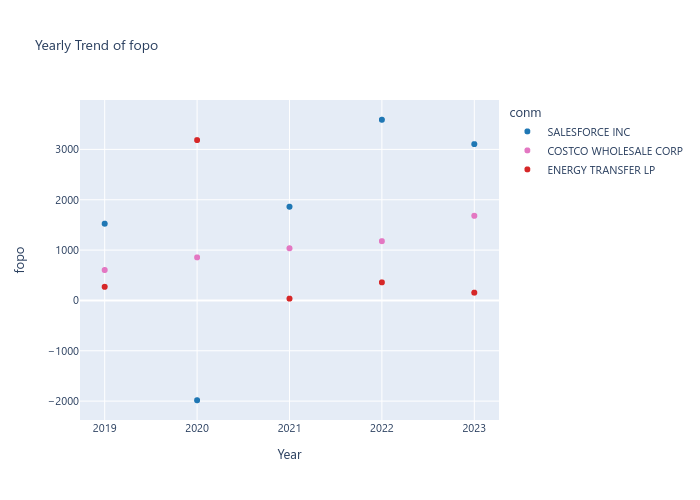 Yearly Trend of fopo
conm
SALESFORCE INC
COSTCO WHOLESALE CORP
ENERGY TRANSFER LP
3000
2000
1000
0
−1000
−2000
fopo
2019 2020 2021 2022 2023
Year